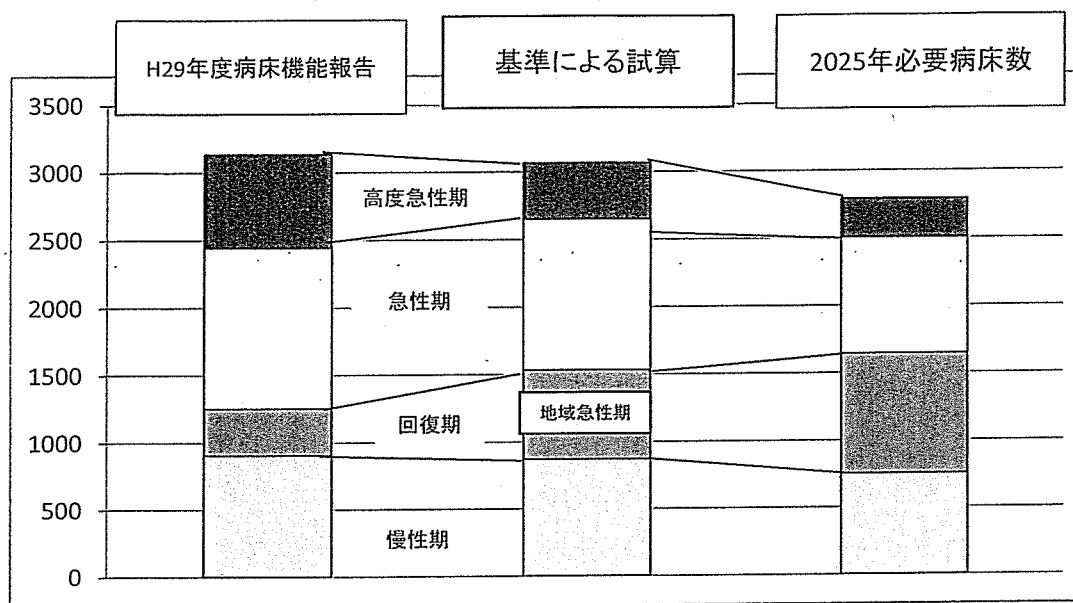 H29年度病床機能報告
基準による試算
2025年必要病床数
3500
3000
2500
2000
1500
1000
500
0
高度急性期
急性期
回復期
地域急性期
慢性期